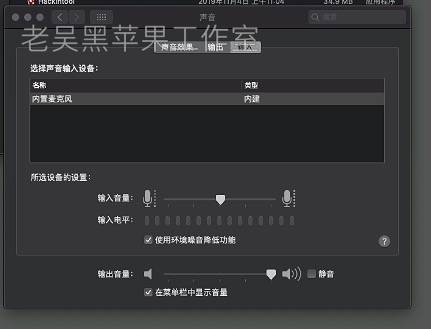 Hackintool 2019年11月4日 上午11:04 34.9 MB 应用程序
声音
搜索
老吴黑苹果工作室
声音效果 输出 输入
选择声音输入设备：
名称 类型
内置麦克风 内建
所选设备的设置：
输入音量：
输入电平：
使用环境噪音降低功能
?
输出音量： 静音
在菜单栏中显示音量